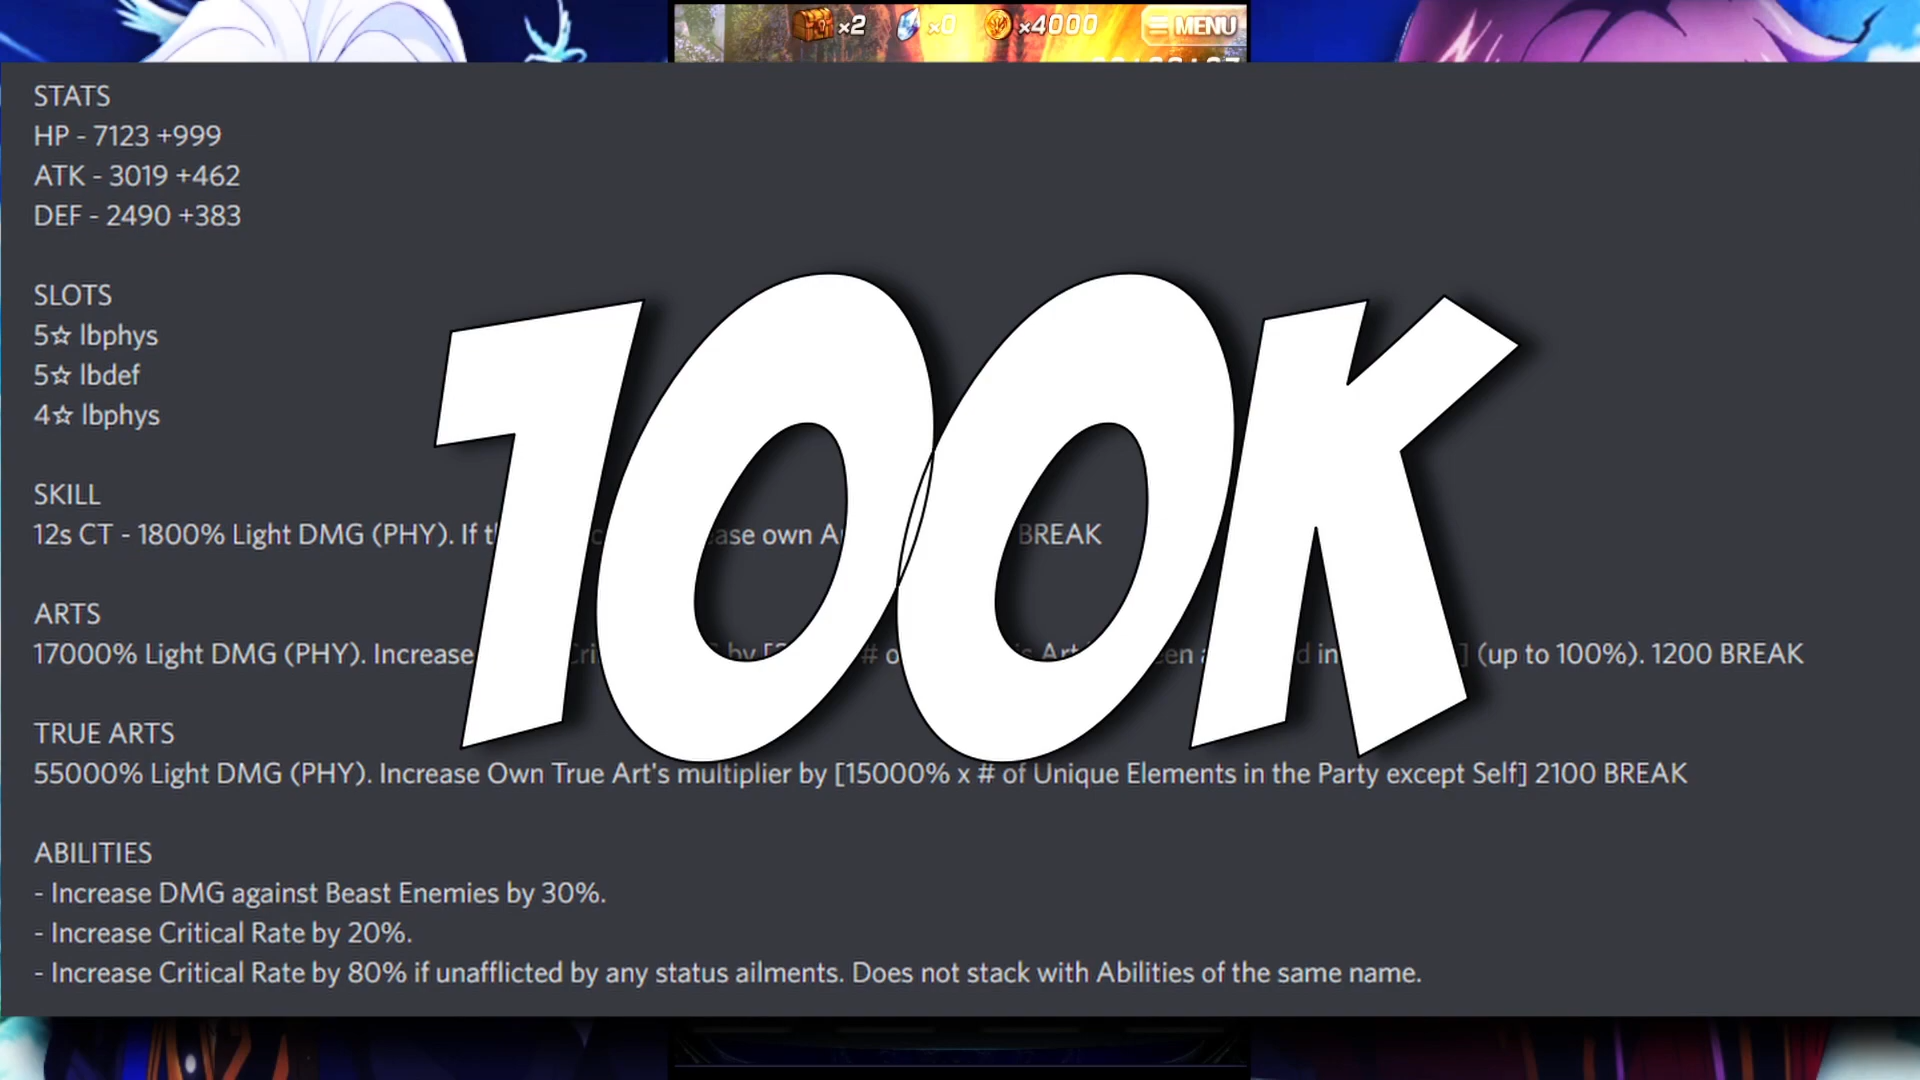 ×2 ×0 ×4000 MENU
STATS
HP - 7123 +999
ATK - 3019 +462
DEF - 2490 +383
SLOTS
5☆ lbphys
5☆ lbdef
4☆ lbphys
100K
SKILL
12s CT - 1800% Light DMG (PHY). If own BREAK
ARTS
17000% Light DMG (PHY). Increase by [ # (up to 100%). 1200 BREAK
TRUE ARTS
55000% Light DMG (PHY). Increase Own True Art's multiplier by [15000% x # of Unique Elements in the Party except Self] 2100 BREAK
ABILITIES
- Increase DMG against Beast Enemies by 30%.
- Increase Critical Rate by 20%.
- Increase Critical Rate by 80% if unafflicted by any status ailments. Does not stack with Abilities of the same name.